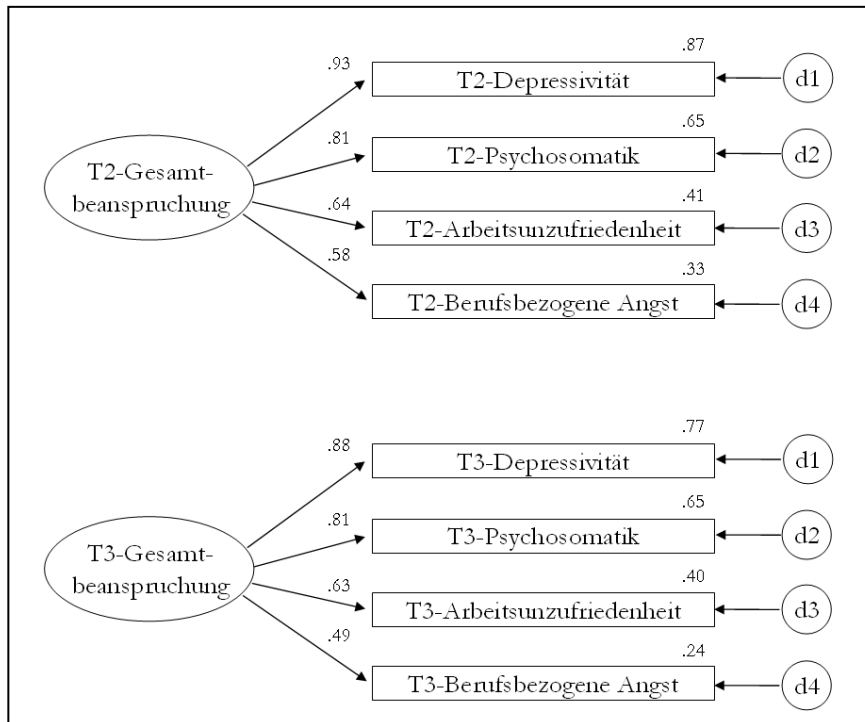 .87
.93
T2-Depressivität
d1
.65
.81
T2-Psychosomatik
d2
T2-Gesamt-
beanspruchung
.41
.64
T2-Arbeitsunzufriedenheit
d3
.58
.33
T2-Berufsbezogene Angst
d4
.77
.88
T3-Depressivität
d1
.65
.81
T3-Psychosomatik
d2
T3-Gesamt-
beanspruchung
.63
.40
T3-Arbeitsunzufriedenheit
d3
.49
.24
T3-Berufsbezogene Angst
d4